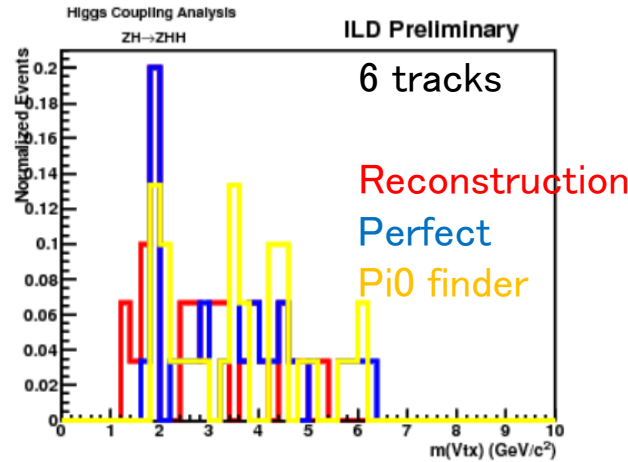 Higgs Coupling Analysis
ZH→ZHH
ILD Preliminary
6 tracks
Reconstruction
Perfect
Pi0 finder
Normalized Events
0.2
0.18
0.16
0.14
0.12
0.1
0.08
0.06
0.04
0.02
0
0 1 2 3 4 5 6 7 8 9 10
m(Vtx) (GeV/c²)